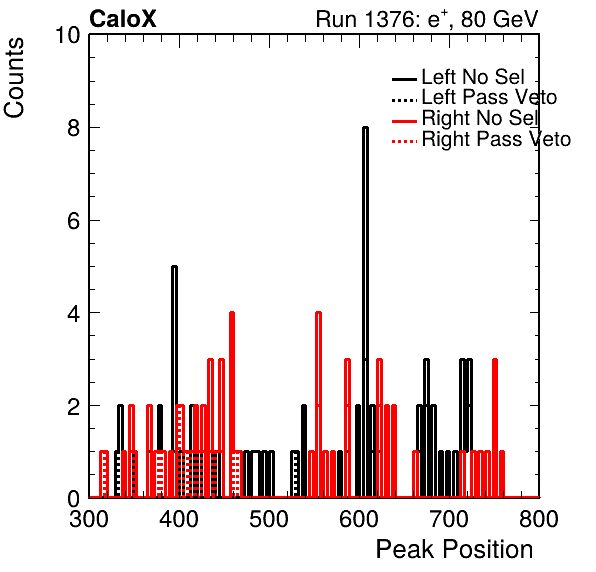 CaloX Run 1376: e⁺, 80 GeV
Counts
10
8
6
4
2
0
Left No Sel
Left Pass Veto
Right No Sel
Right Pass Veto
300 400 500 600 700 800
Peak Position